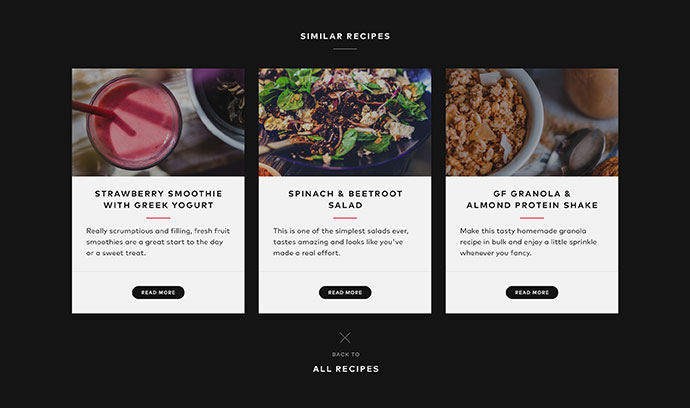 SIMILAR RECIPES
STRAWBERRY SMOOTHIE
WITH GREEK YOGURT
Really scrumptious and filling, fresh fruit
smoothies are a great start to the day
or a sweet treat.
READ MORE
SPINACH & BEETROOT
SALAD
This is one of the simplest salads ever,
tastes amazing and looks like you've
made a real effort.
READ MORE
GF GRANOLA &
ALMOND PROTEIN SHAKE
Make this tasty homemade granola
recipe in bulk and enjoy a little sprinkle
whenever you fancy.
READ MORE
BACK TO
ALL RECIPES